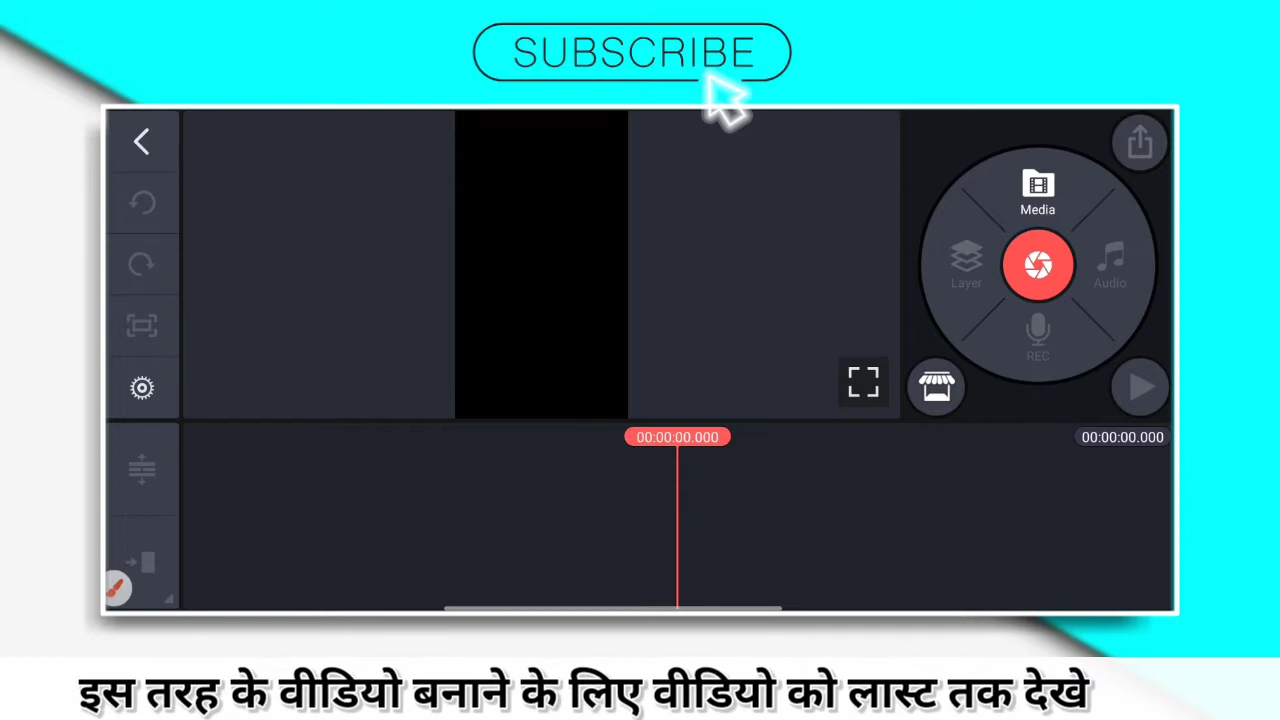 SUBSCRIBE
Media
Layer
Audio
REC
00:00:00.000
00:00:00.000
इस तरह के वीडियो बनाने के लिए वीडियो को लास्ट तक देखे